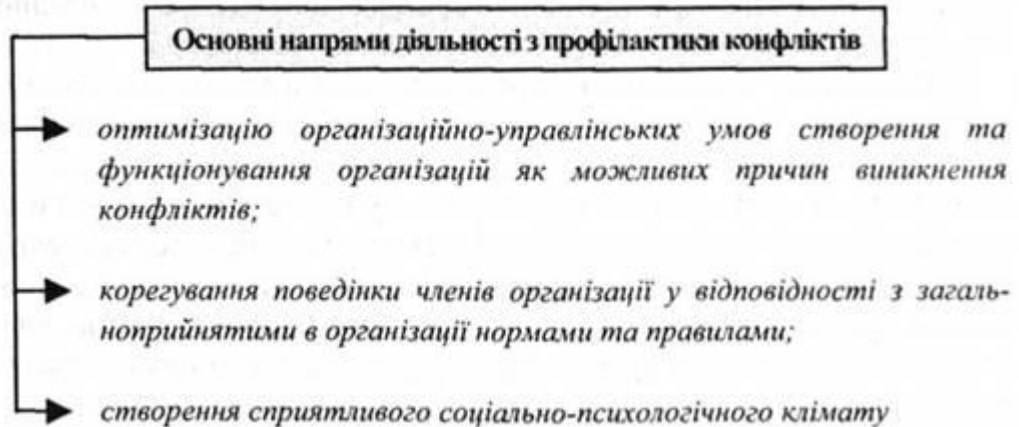 Основні напрями діяльності з профілактики конфліктів
оптимізацію організаційно-управлінських умов створення та
функціонування організацій як можливих причин виникнення
конфліктів;
корегування поведінки членів організації у відповідності з загаль-
ноприйнятими в організації нормами та правилами;
створення сприятливого соціально-психологічного клімату